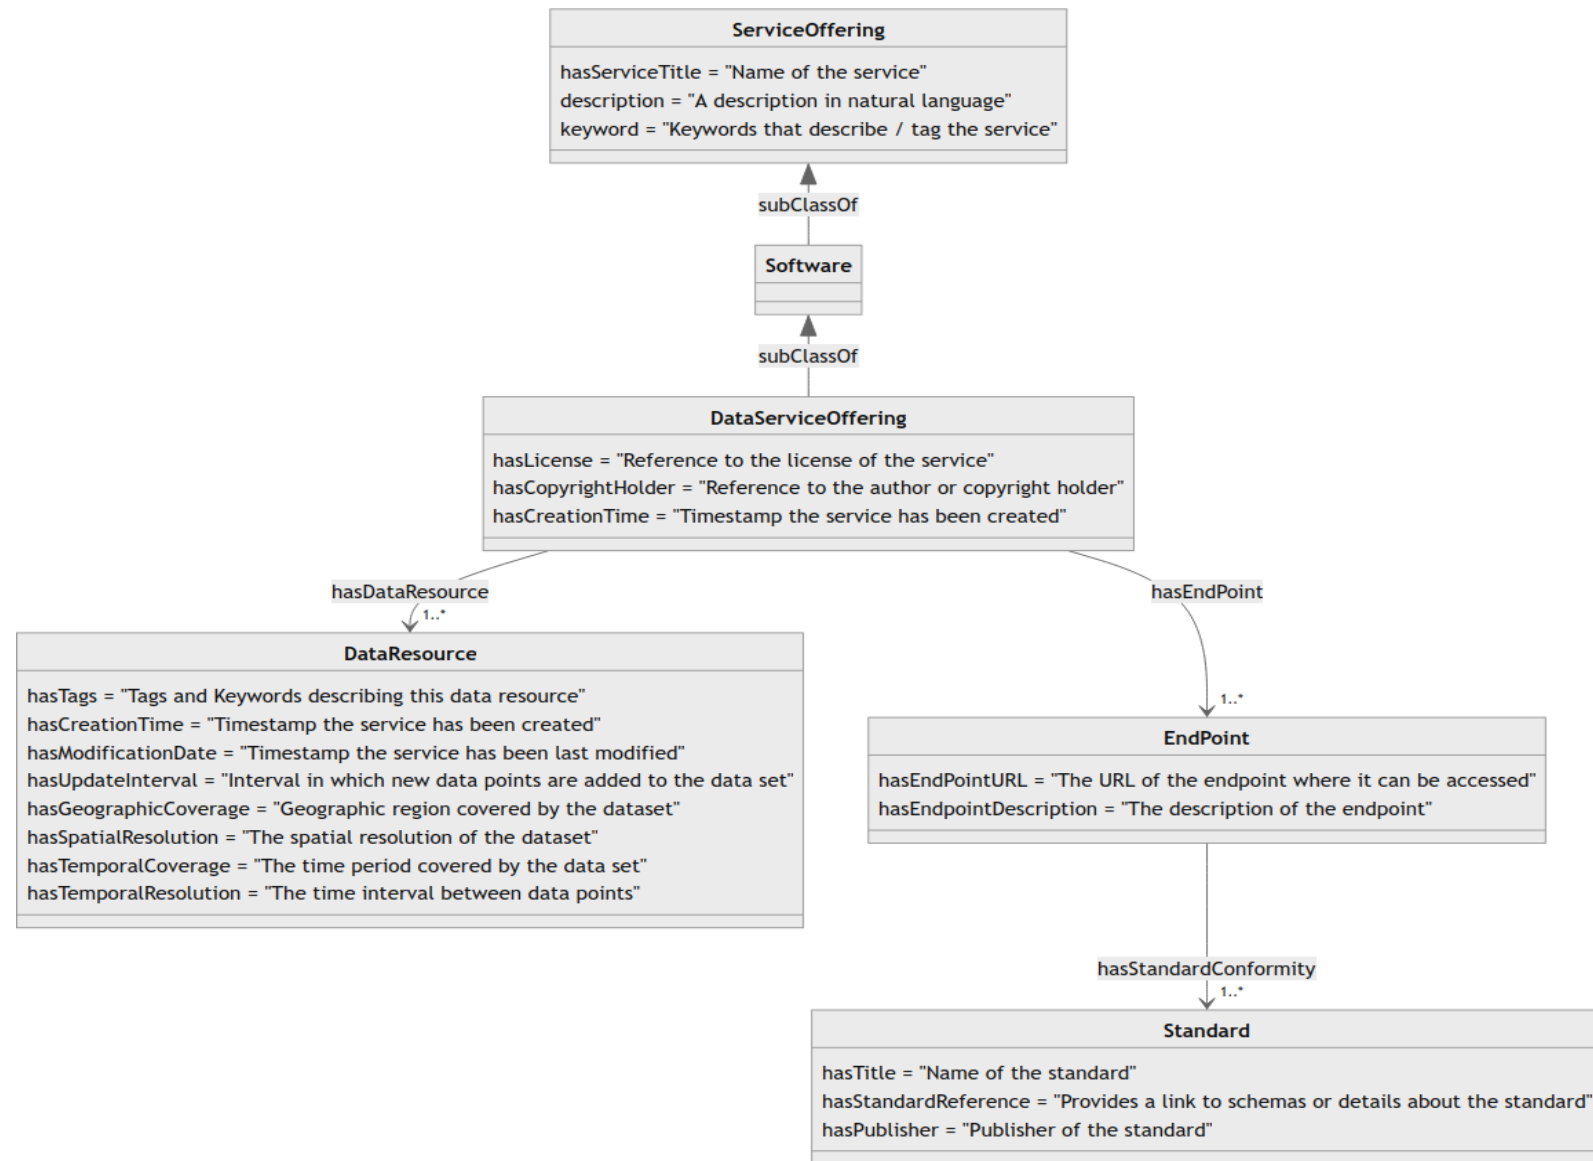 ServiceOffering
hasServiceTitle = "Name of the service"
description = "A description in natural language"
keyword = "Keywords that describe / tag the service"
subClassOf
Software
subClassOf
DataServiceOffering
hasLicense = "Reference to the license of the service"
hasCopyrightHolder = "Reference to the author or copyright holder"
hasCreationTime = "Timestamp the service has been created"
hasDataResource
1..*
hasEndPoint
1..*
DataResource
hasTags = "Tags and Keywords describing this data resource"
hasCreationTime = "Timestamp the service has been created"
hasModificationDate = "Timestamp the service has been last modified"
hasUpdateInterval = "Interval in which new data points are added to the data set"
hasGeographicCoverage = "Geographic region covered by the dataset"
hasSpatialResolution = "The spatial resolution of the dataset"
hasTemporalCoverage = "The time period covered by the data set"
hasTemporalResolution = "The time interval between data points"
EndPoint
hasEndPointURL = "The URL of the endpoint where it can be accessed"
hasEndpointDescription = "The description of the endpoint"
hasStandardConformity
1..*
Standard
hasTitle = "Name of the standard"
hasStandardReference = "Provides a link to schemas or details about the standard"
hasPublisher = "Publisher of the standard"